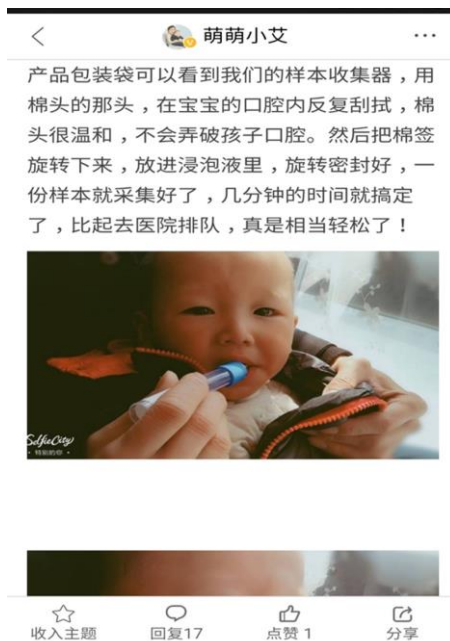 萌萌小艾
产品包装袋可以看到我们的样本收集器，用
棉头的那头，在宝宝的口腔内反复刮拭，棉
头很温和，不会弄破孩子口腔。然后把棉签
旋转下来，放进浸泡液里，旋转密封好，一
份样本就采集好了，几分钟的时间就搞定
了，比起去医院排队，真是相当轻松了！
SelfieCity
· 特别的你 ·
收入主题 回复17 点赞 1 分享